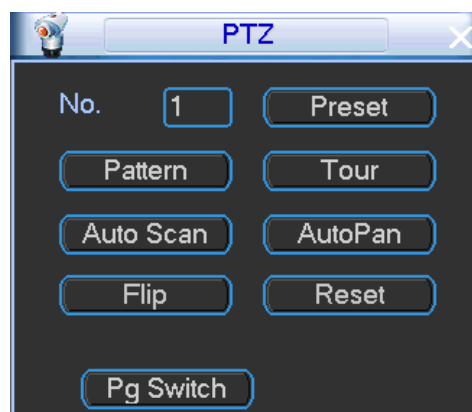 PTZ
No. 1 Preset
Pattern Tour
Auto Scan AutoPan
Flip Reset
Pg Switch